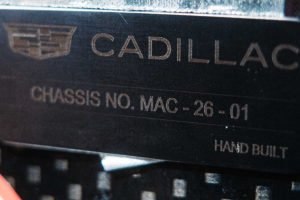 CADILLAC
CHASSIS NO. MAC - 26 - 01
HAND BUILT